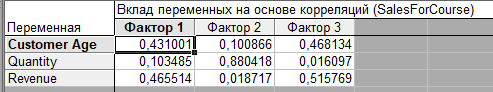 Вклад переменных на основе корреляций (SalesForCourse)
Переменная Фактор 1 Фактор 2 Фактор 3
Customer Age 0,431001 0,100866 0,468134
Quantity 0,103485 0,880418 0,016097
Revenue 0,465514 0,018717 0,515769